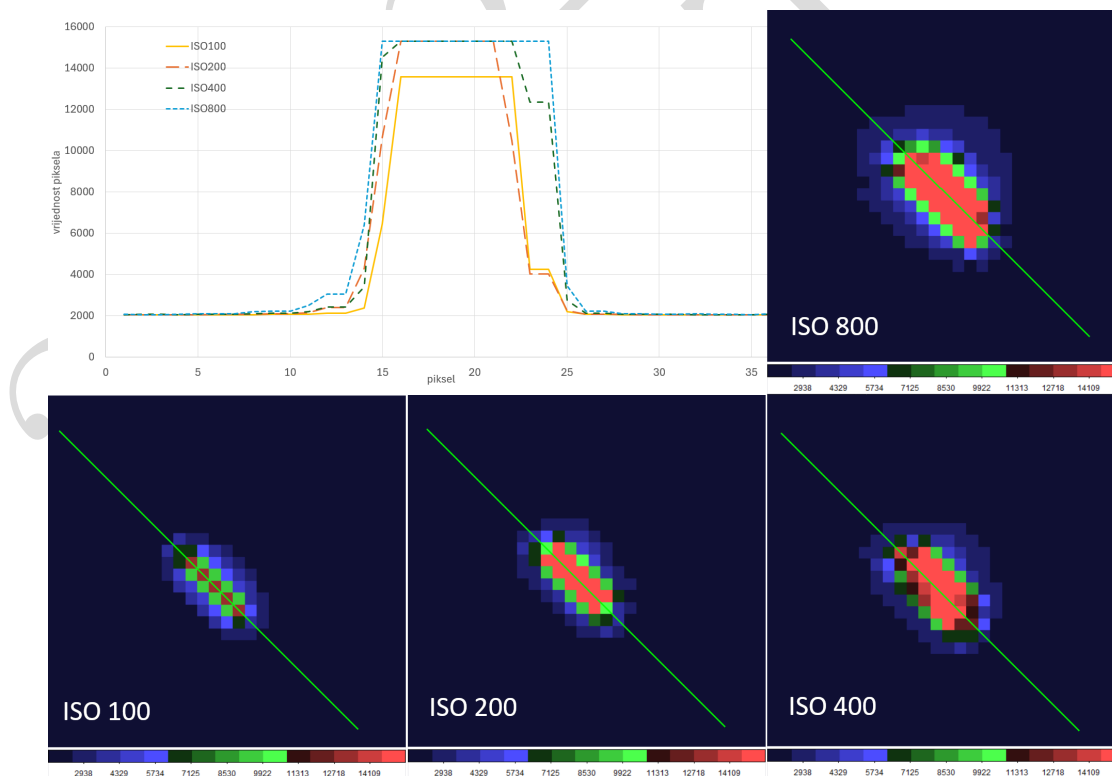 16000
14000
12000
10000
8000
6000
4000
2000
0
vrijednost piksela
ISO100
ISO200
ISO400
ISO800
0 5 10 15 20 25 30 35
piksel
ISO 800
2938 4329 5734 7125 8530 9922 11313 12718 14109
ISO 100
2938 4329 5734 7125 8530 9922 11313 12718 14109
ISO 200
2938 4329 5734 7125 8530 9922 11313 12718 14109
ISO 400
2938 4329 5734 7125 8530 9922 11313 12718 14109